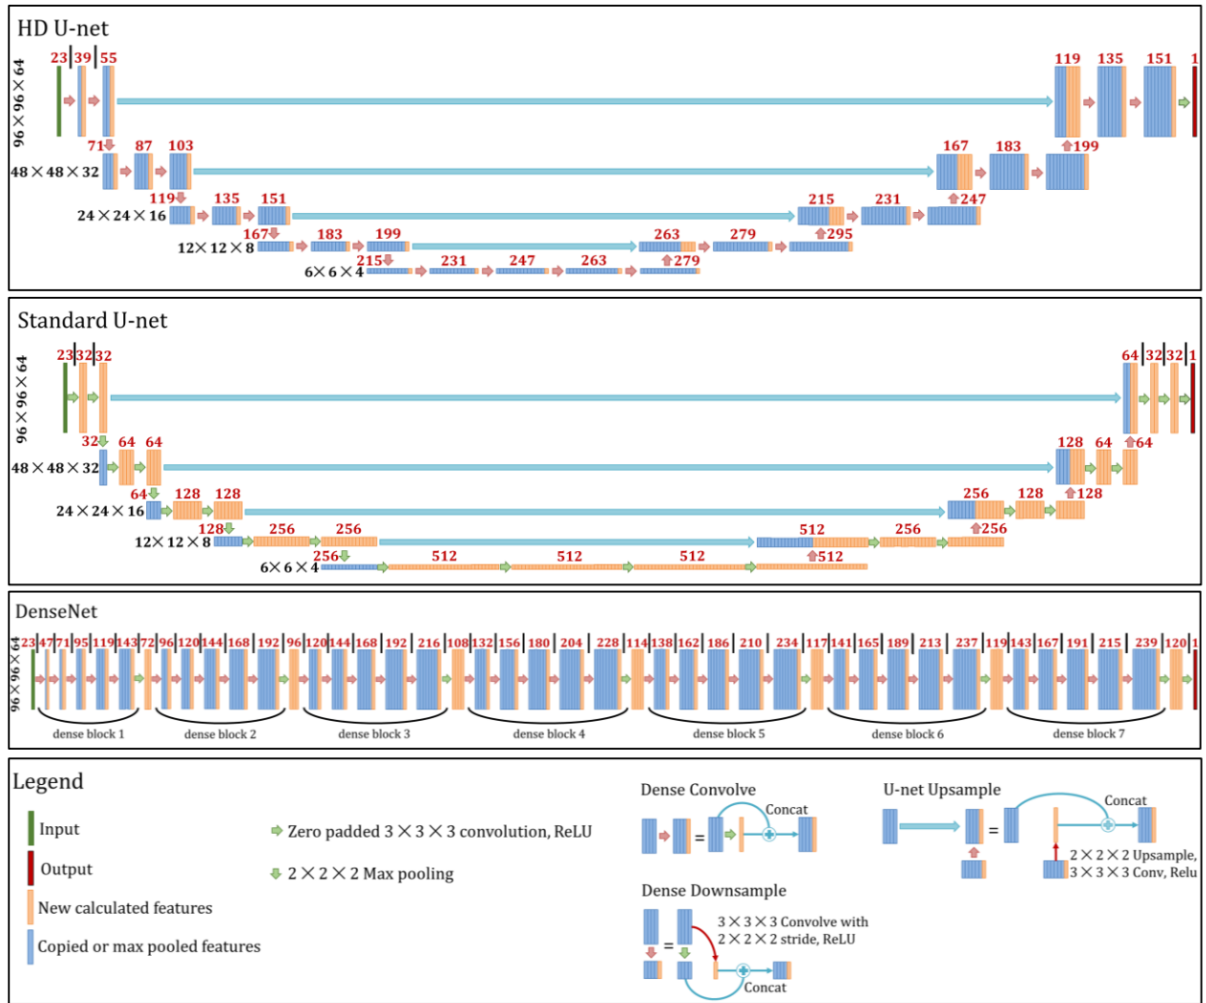 HD U-net
23 39 55
119 135 151 1
96×96×64
71 87 103
167 183 199
48×48×32
119 135 151
215 231 247
24×24×16
167 183 199
263 279 295
12×12×8
215 231 247 263 279
6×6×4
Standard U-net
23 32 32
64 32 32 1
96×96×64
32 64 64
128 64 64
48×48×32
64 128 128
256 128 128
24×24×16
128 256 256
512 256 256
12×12×8
256 512 512 512 512
6×6×4
DenseNet
23 47 71 95 119 143 72 96 120 144 168 192 96 120 144 168 192 216 108 132 156 180 204 228 114 138 162 186 210 234 117 141 165 189 213 237 119 143 167 191 215 239 120 1
96×96×64
dense block 1 dense block 2 dense block 3 dense block 4 dense block 5 dense block 6 dense block 7
Legend
Input
Output
New calculated features
Copied or max pooled features
Zero padded 3×3×3 convolution, ReLU
2×2×2 Max pooling
Dense Convolve
Concat
=
Dense Downsample
3×3×3 Convolve with
2×2×2 stride, ReLU
=
Concat
U-net Upsample
Concat
=
2×2×2 Upsample,
3×3×3 Conv, Relu